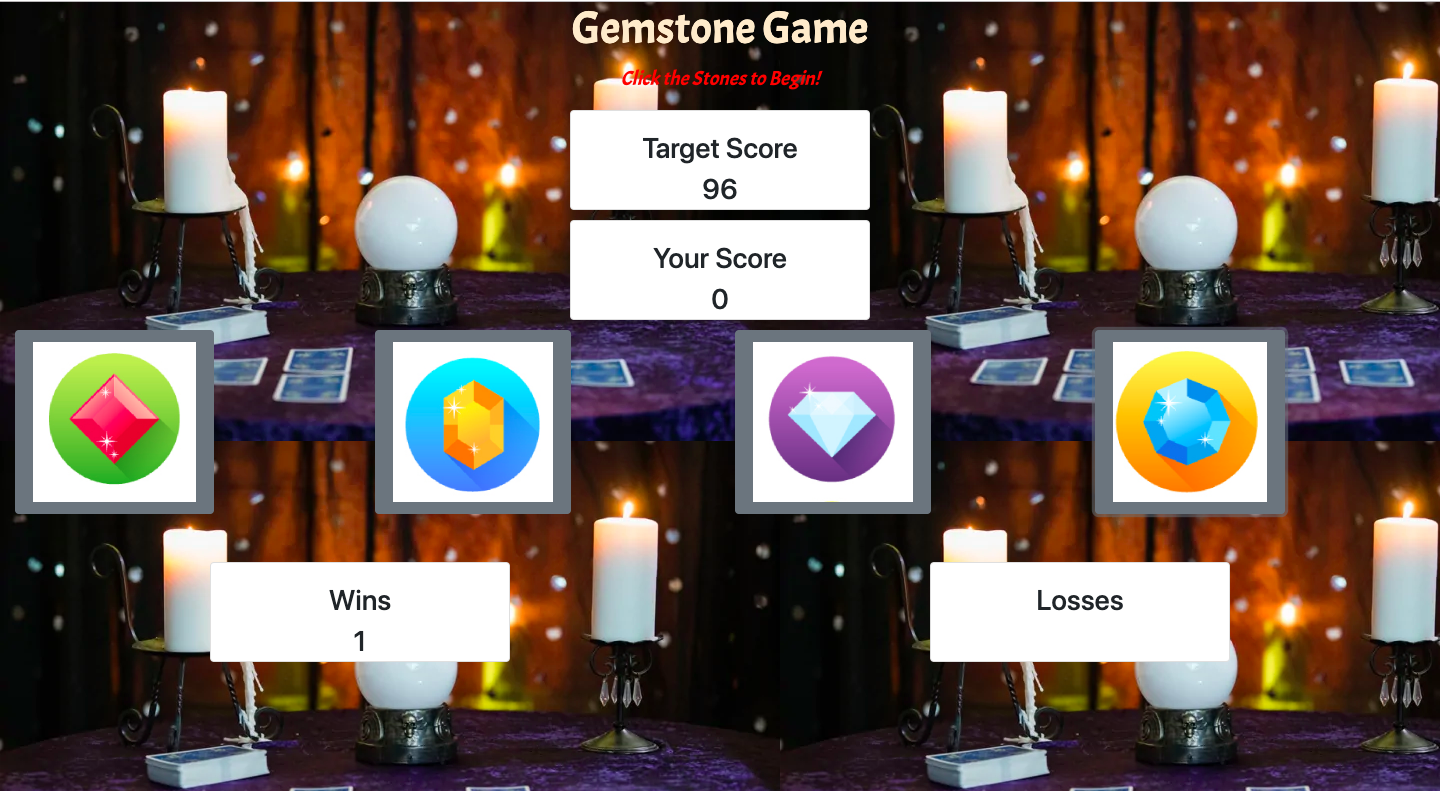 Gemstone Game
Click the Stones to Begin!
Target Score
96
Your Score
0
Wins
1
Losses